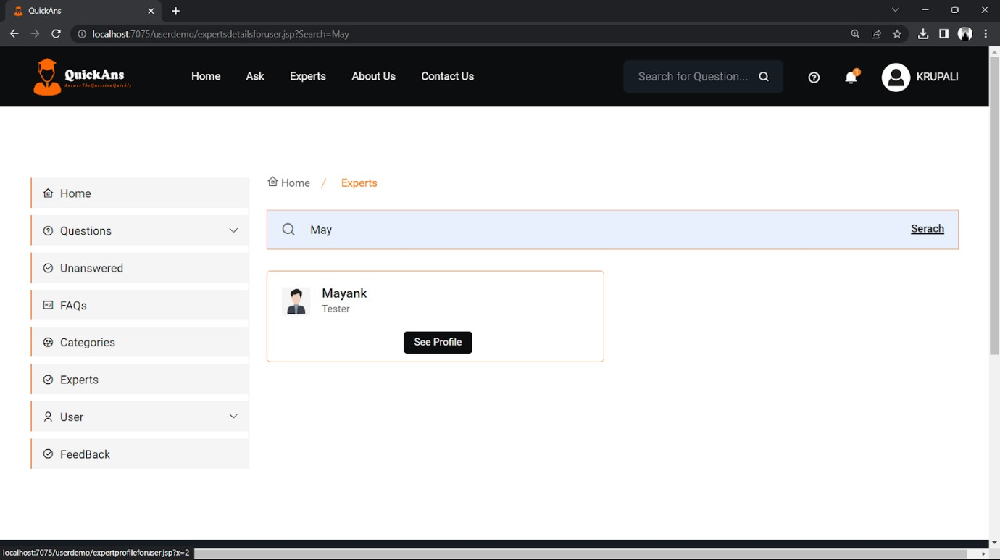 QuickAns
localhost:7075/userdemo/expertsdetailsforuser.jsp?Search=May
QuickAns
AnswerTheQuestionQuickly
Home Ask Experts About Us Contact Us
Search for Question...
1
KRUPALI
Home / Experts
Home
Questions
Unanswered
FAQs
Categories
Experts
User
FeedBack
May Serach
Mayank
Tester
See Profile
localhost:7075/userdemo/expertprofileforuser.jsp?x=2